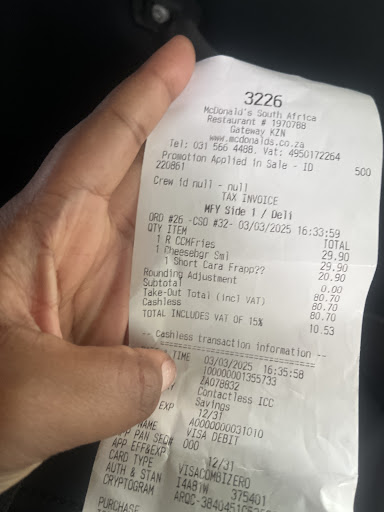 3226
McDonald's South Africa
Restaurant # 1970788
Gateway KZN
www.mcdonalds.co.za
Tel: 031 566 4488. Vat: 4950172264
Promotion Applied in Sale - ID 500
220861
Crew id null - null
TAX INVOICE
MFY Side 1 / Deli
ORD #26 -CSO #32- 03/03/2025 16:33:59
QTY ITEM TOTAL
1 R CCMFries 29.90
1 Cheesebgr Sml 29.90
1 Short Cara Frapp?? 20.90
Rounding Adjustment 0.00
Subtotal 80.70
Take-Out Total (incl VAT) 80.70
Cashless 80.70
TOTAL INCLUDES VAT OF 15% 10.53
-- Cashless transaction information --
TIME 03/03/2025 16:35:58
100000001355733
ZA078832
Contactless ICC
Savings
EXP 12/31
A0000000031010
NAME VISA DEBIT
PAN SEQ# 000
APP EFF&EXP 12/31
CARD TYPE VISACOMBIZERO
AUTH & STAN I4A8IW 375401
CRYPTOGRAM
PURCHASE